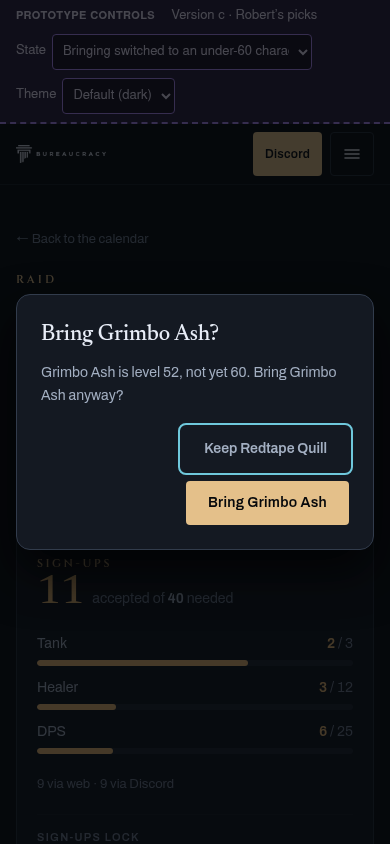 PROTOTYPE CONTROLS Version c · Robert's picks
State Bringing switched to an under-60 chara
Theme Default (dark)
BUREAUCRACY Discord
← Back to the calendar
RAID
Bring Grimbo Ash?
Grimbo Ash is level 52, not yet 60. Bring Grimbo
Ash anyway?
Keep Redtape Quill
Bring Grimbo Ash
SIGN-UPS
11 accepted of 40 needed
Tank 2 / 3
Healer 3 / 12
DPS 6 / 25
9 via web · 9 via Discord
SIGN-UPS LOCK